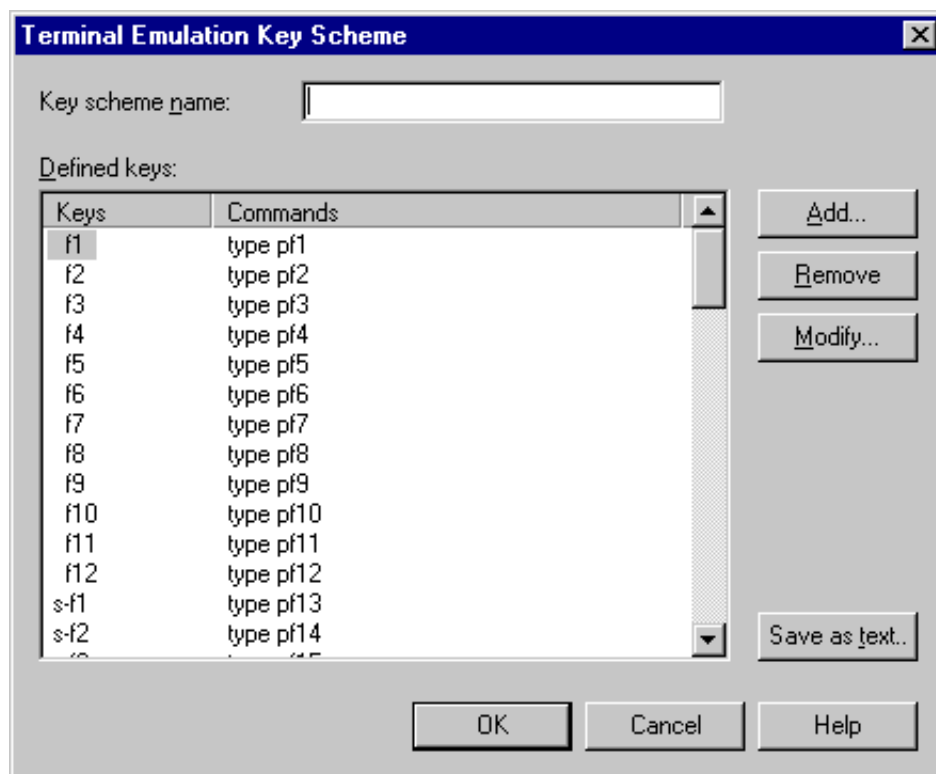 Terminal Emulation Key Scheme
Key scheme name:
Defined keys:
Keys Commands
f1 type pf1
f2 type pf2
f3 type pf3
f4 type pf4
f5 type pf5
f6 type pf6
f7 type pf7
f8 type pf8
f9 type pf9
f10 type pf10
f11 type pf11
f12 type pf12
s-f1 type pf13
s-f2 type pf14
Add...
Remove
Modify...
Save as text..
OK Cancel Help